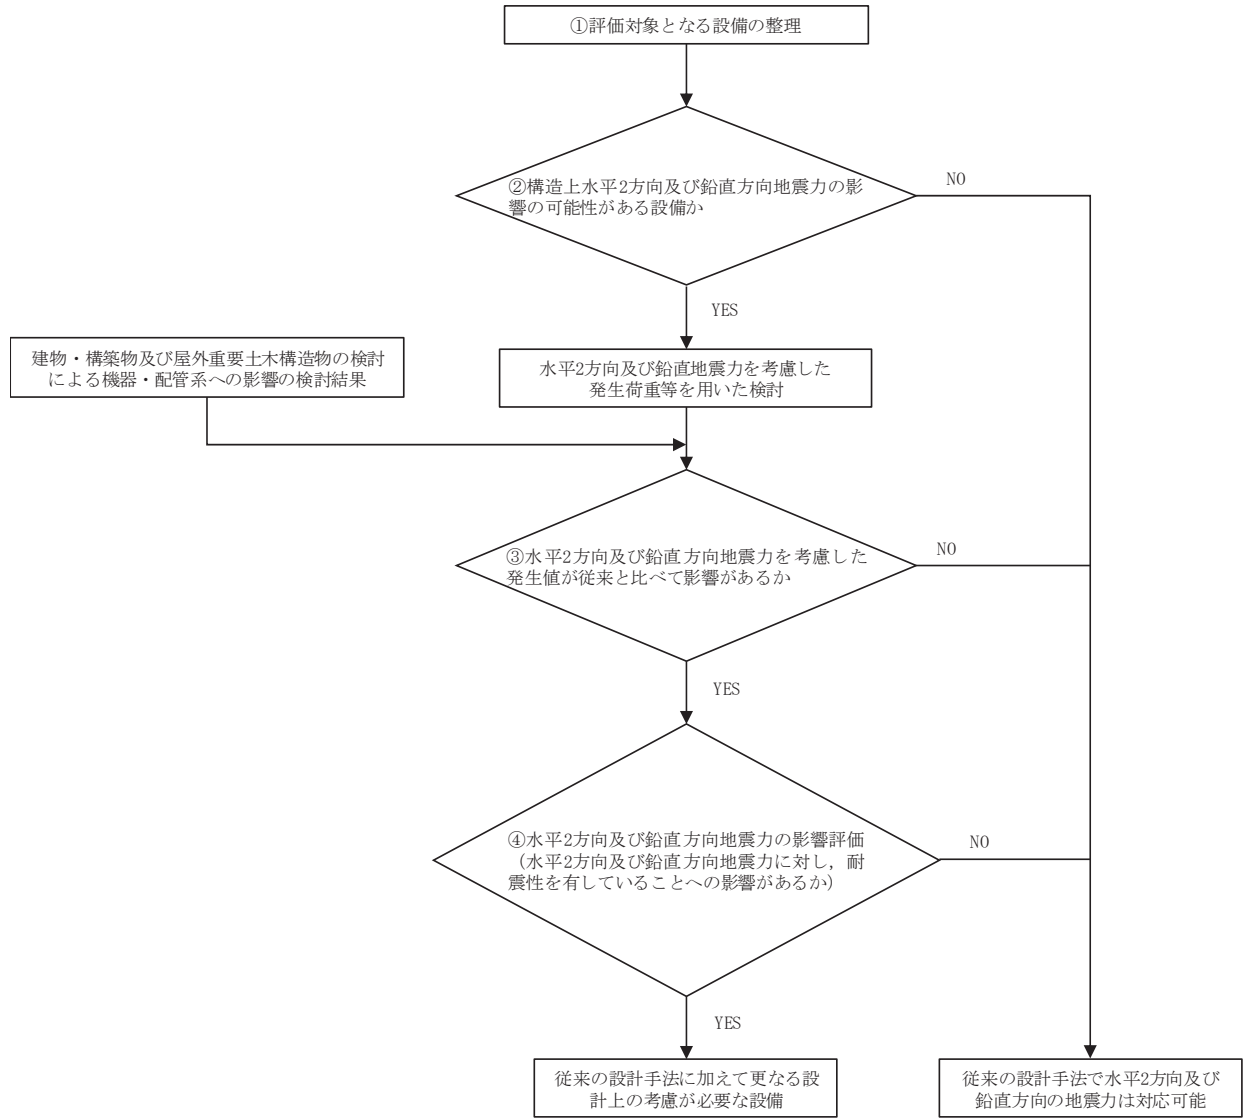 ①評価対象となる設備の整理
②構造上水平2方向及び鉛直方向地震力の影
響の可能性がある設備か
NO
YES
建物・構築物及び屋外重要土木構造物の検討
による機器・配管系への影響の検討結果
水平2方向及び鉛直地震力を考慮した
発生荷重等を用いた検討
③水平2方向及び鉛直方向地震力を考慮した
発生値が従来と比べて影響があるか
NO
YES
④水平2方向及び鉛直方向地震力の影響評価
（水平2方向及び鉛直方向地震力に対し，耐
震性を有していることへの影響があるか）
NO
YES
従来の設計手法に加えて更なる設
計上の考慮が必要な設備
従来の設計手法で水平2方向及び
鉛直方向の地震力は対応可能